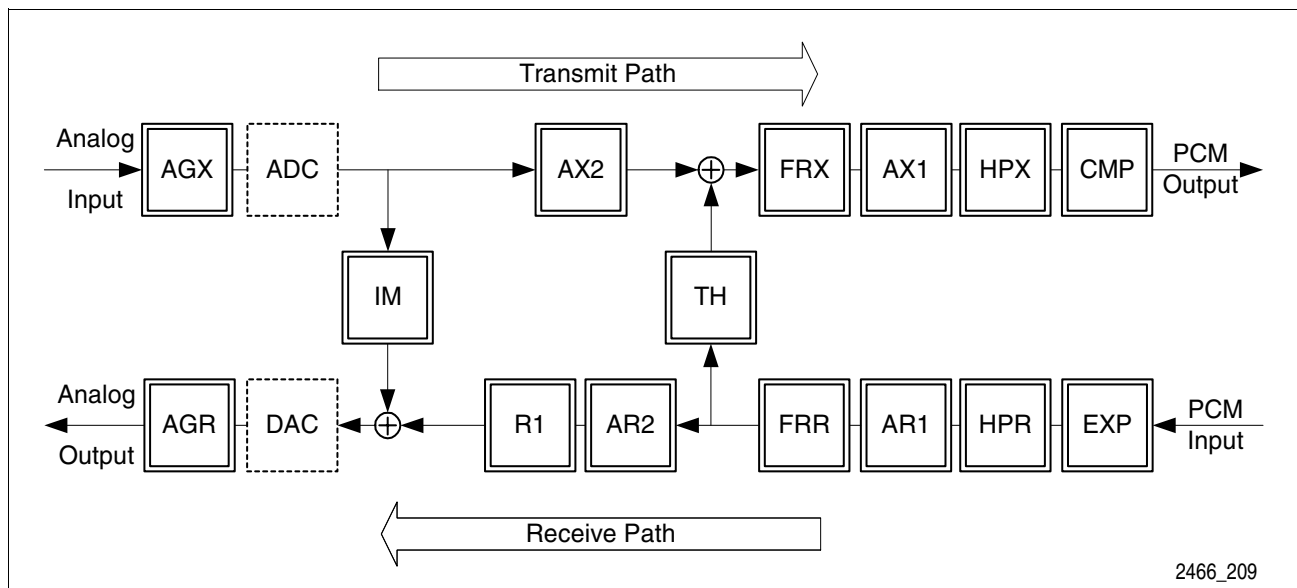 Transmit Path
Analog
Input
AGX
ADC
AX2
FRX
AX1
HPX
CMP
PCM
Output
IM
TH
Analog
Output
AGR
DAC
R1
AR2
FRR
AR1
HPR
EXP
PCM
Input
Receive Path
2466_209